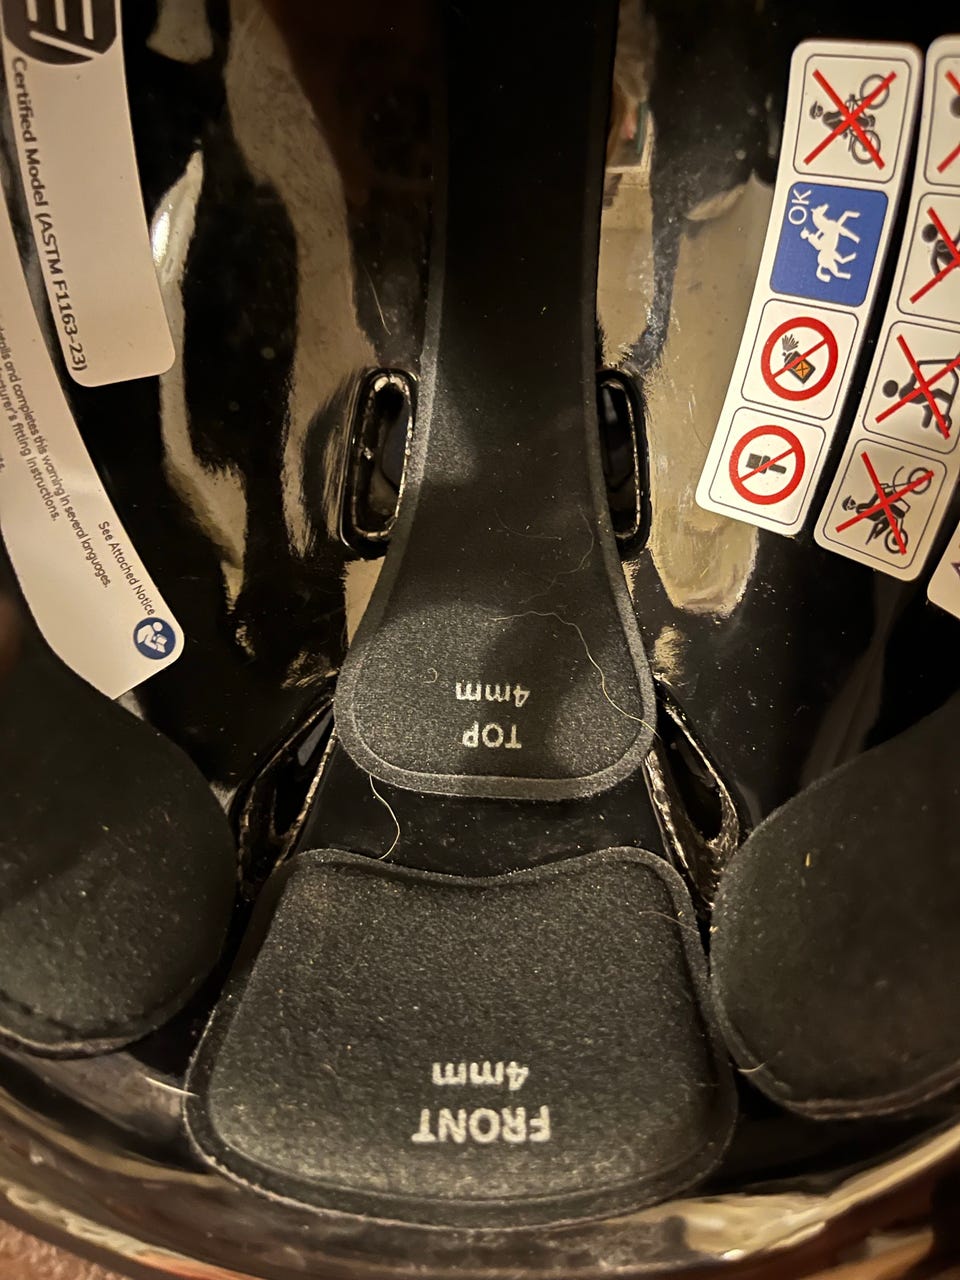 Certified Model (ASTM F1163-23)
details and completes this warning in several languages.
manufacturer's fitting instructions.
See Attached Notice
OK
TOP
4mm
FRONT
4mm